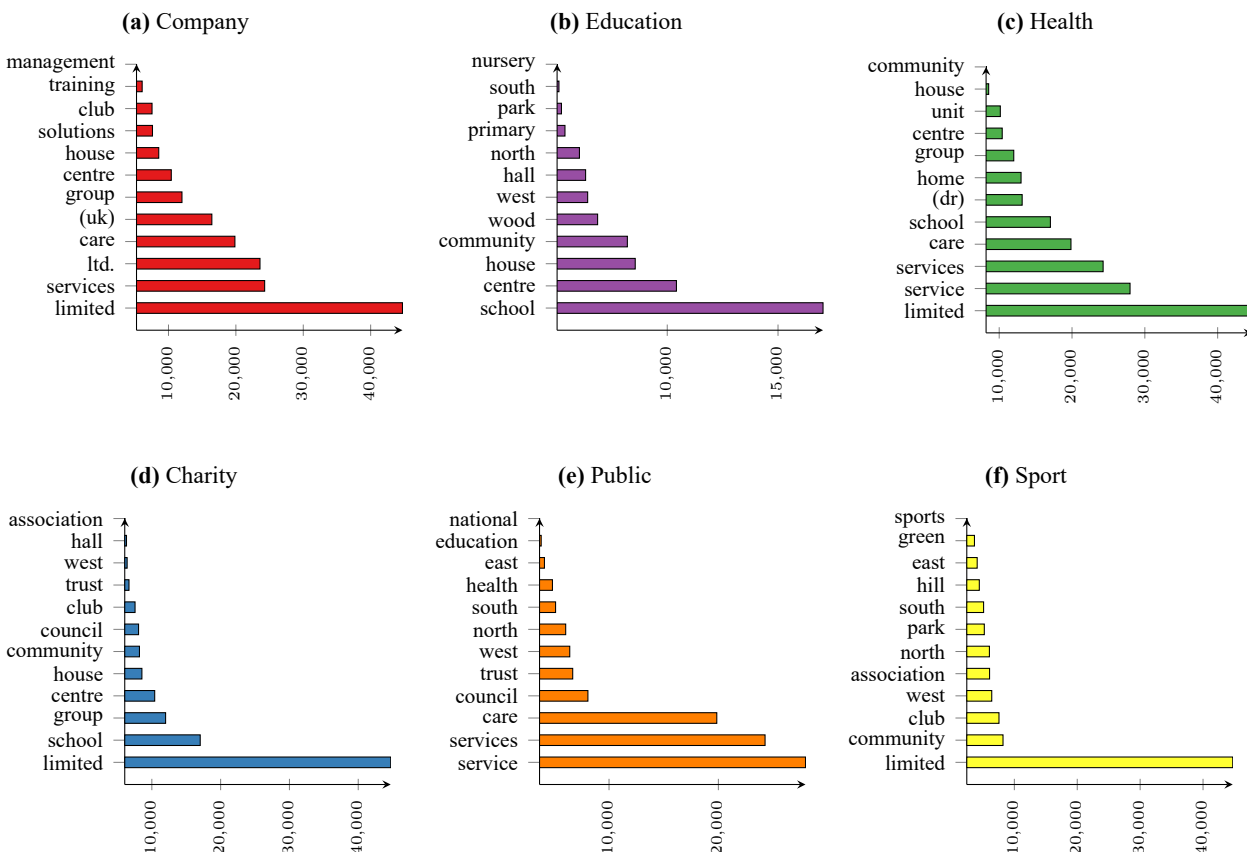 (a) Company
management
training
club
solutions
house
centre
group
(uk)
care
ltd.
services
limited
10,000
20,000
30,000
40,000
(b) Education
nursery
south
park
primary
north
hall
west
wood
community
house
centre
school
10,000
15,000
(c) Health
community
house
unit
centre
group
home
(dr)
school
care
services
service
limited
10,000
20,000
30,000
40,000
(d) Charity
association
hall
west
trust
club
council
community
house
centre
group
school
limited
10,000
20,000
30,000
40,000
(e) Public
national
education
east
health
south
north
west
trust
council
care
services
service
10,000
20,000
(f) Sport
sports
green
east
hill
south
park
north
association
west
club
community
limited
10,000
20,000
30,000
40,000